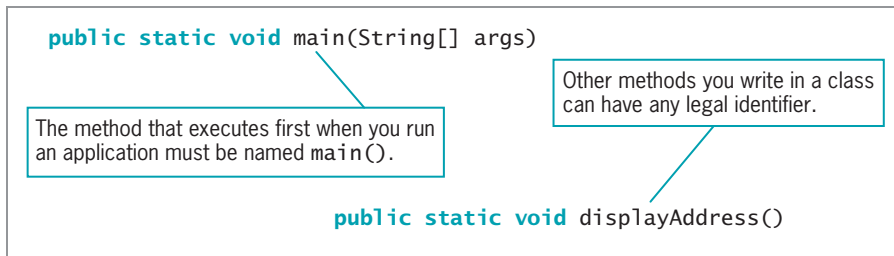 public static void main(String[] args)
Other methods you write in a class
can have any legal identifier.
The method that executes first when you run
an application must be named main().
public static void displayAddress()